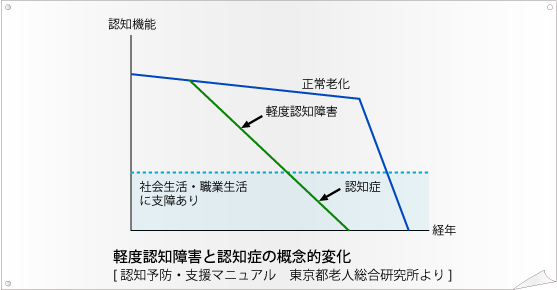 認知機能
正常老化
軽度認知障害
認知症
社会生活・職業生活
に支障あり
経年
軽度認知障害と認知症の概念的変化
[ 認知予防・支援マニュアル　東京都老人総合研究所より ]